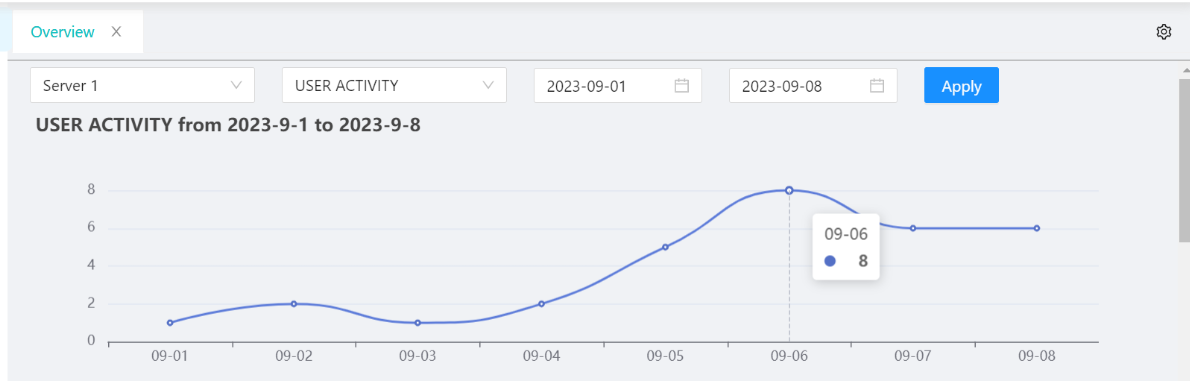 Overview
Server 1 USER ACTIVITY 2023-09-01 2023-09-08 Apply
USER ACTIVITY from 2023-9-1 to 2023-9-8
8
6
4
2
0
09-06
8
09-01 09-02 09-03 09-04 09-05 09-06 09-07 09-08